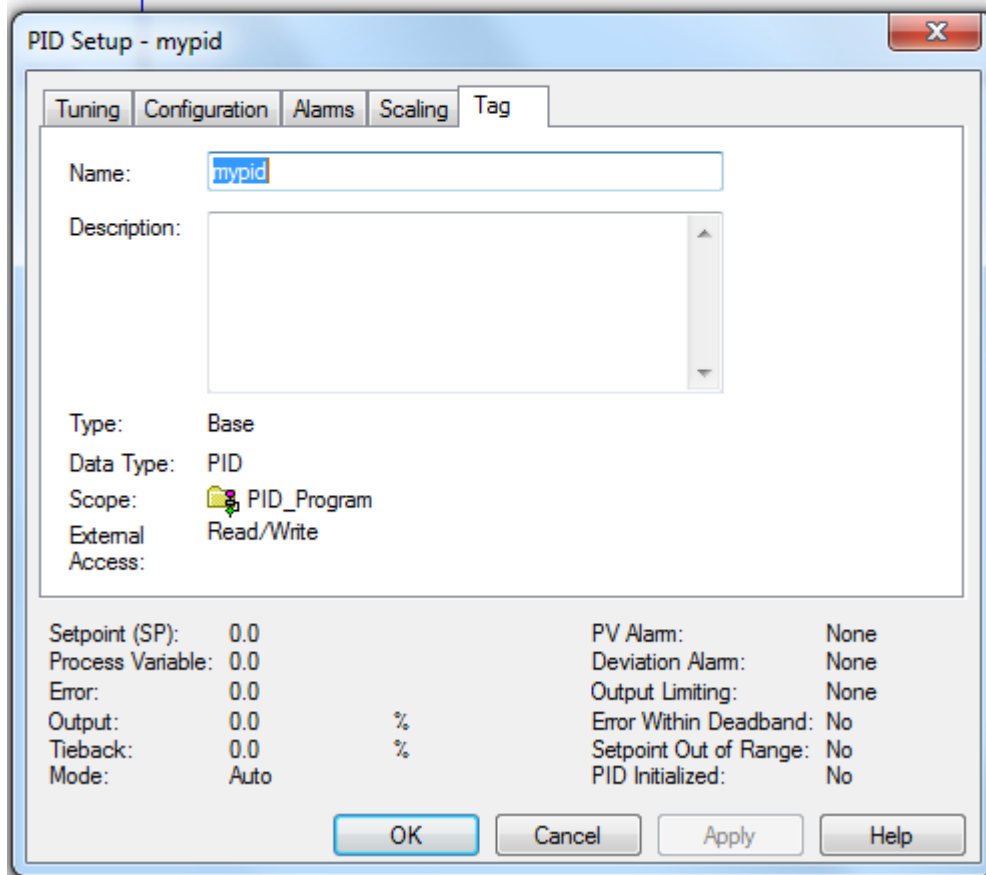 PID Setup - mypid
X
Tuning Configuration Alarms Scaling Tag
Name: mypid
Description:
Type: Base
Data Type: PID
Scope: PID_Program
External Access: Read/Write
Setpoint (SP): 0.0 PV Alarm: None
Process Variable: 0.0 Deviation Alarm: None
Error: 0.0 Output Limiting: None
Output: 0.0 % Error Within Deadband: No
Tieback: 0.0 % Setpoint Out of Range: No
Mode: Auto PID Initialized: No
OK Cancel Apply Help